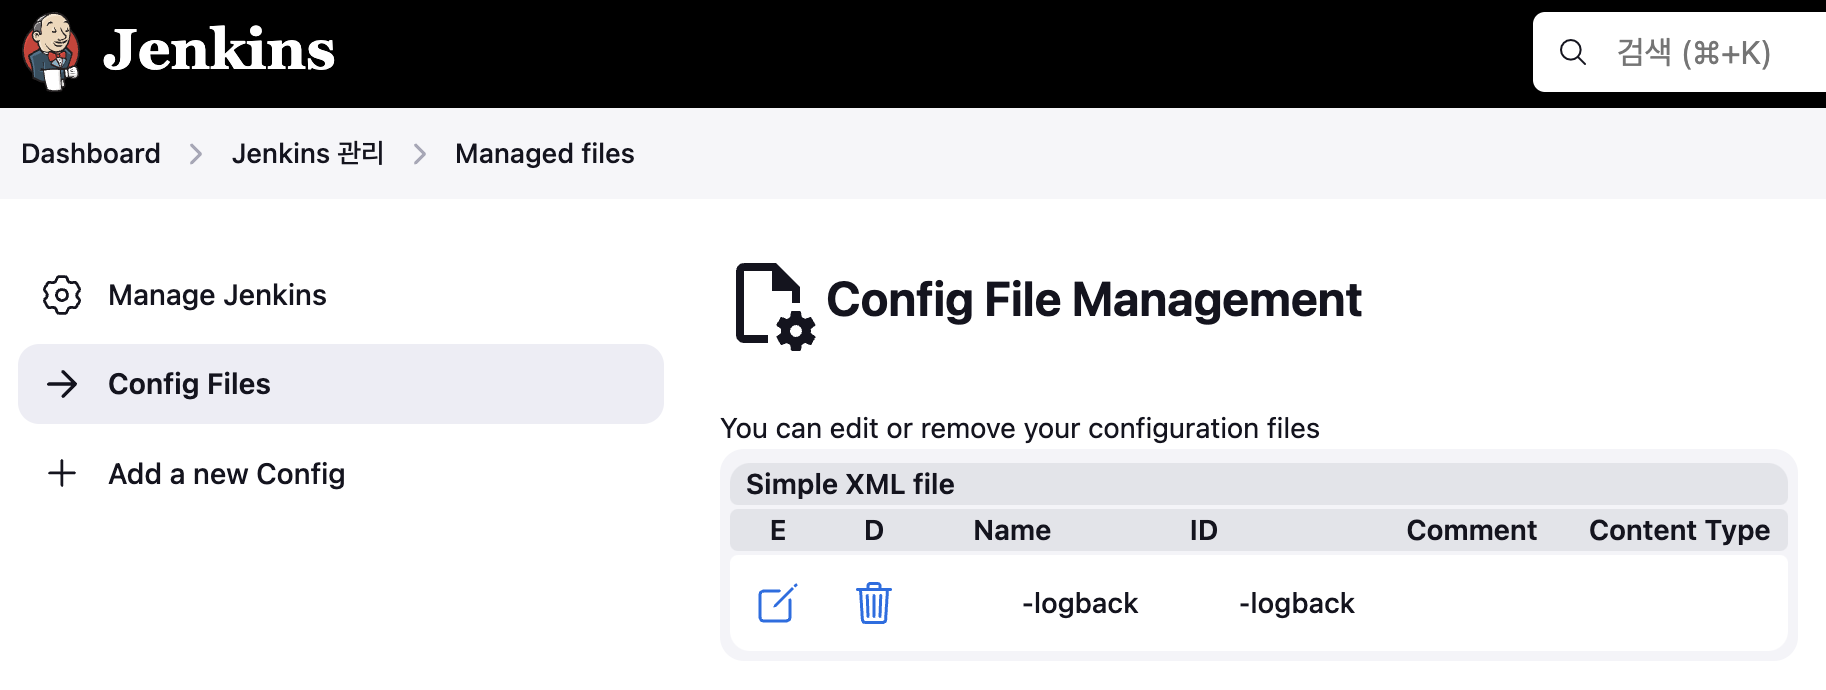 Jenkins
검색 (⌘+K)
Dashboard > Jenkins 관리 > Managed files
Manage Jenkins
Config Files
Add a new Config
Config File Management
You can edit or remove your configuration files
Simple XML file
E D Name ID Comment Content Type
-logback -logback